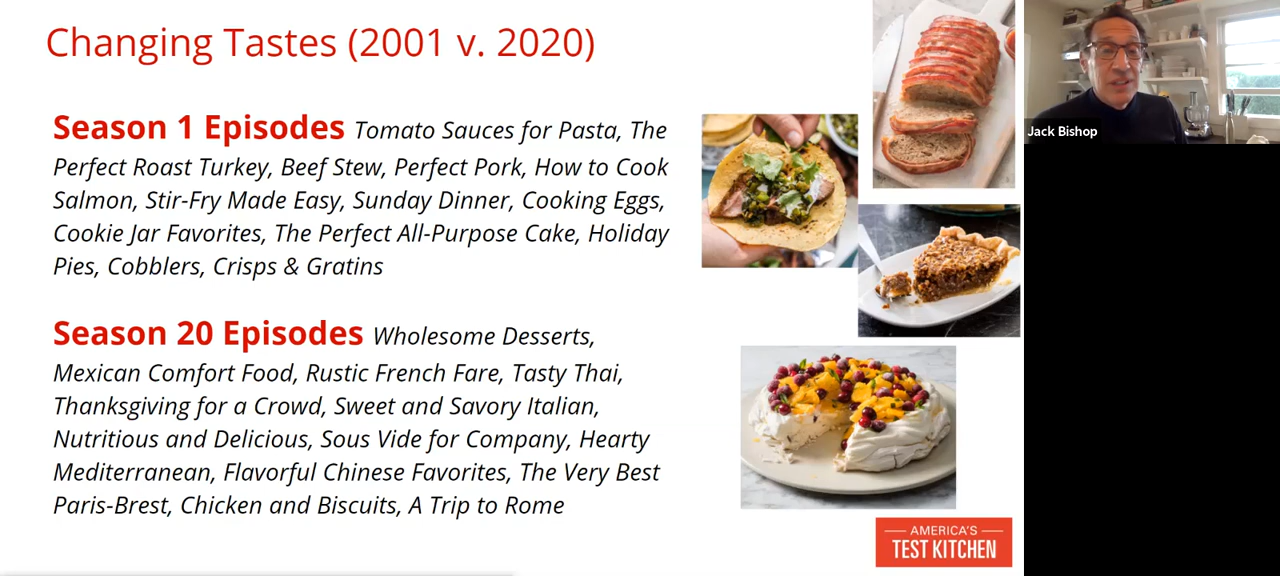 Changing Tastes (2001 v. 2020)
Season 1 Episodes Tomato Sauces for Pasta, The
Perfect Roast Turkey, Beef Stew, Perfect Pork, How to Cook
Salmon, Stir-Fry Made Easy, Sunday Dinner, Cooking Eggs,
Cookie Jar Favorites, The Perfect All-Purpose Cake, Holiday
Pies, Cobblers, Crisps & Gratins
Season 20 Episodes Wholesome Desserts,
Mexican Comfort Food, Rustic French Fare, Tasty Thai,
Thanksgiving for a Crowd, Sweet and Savory Italian,
Nutritious and Delicious, Sous Vide for Company, Hearty
Mediterranean, Flavorful Chinese Favorites, The Very Best
Paris-Brest, Chicken and Biscuits, A Trip to Rome
AMERICA'S
TEST KITCHEN
Jack Bishop